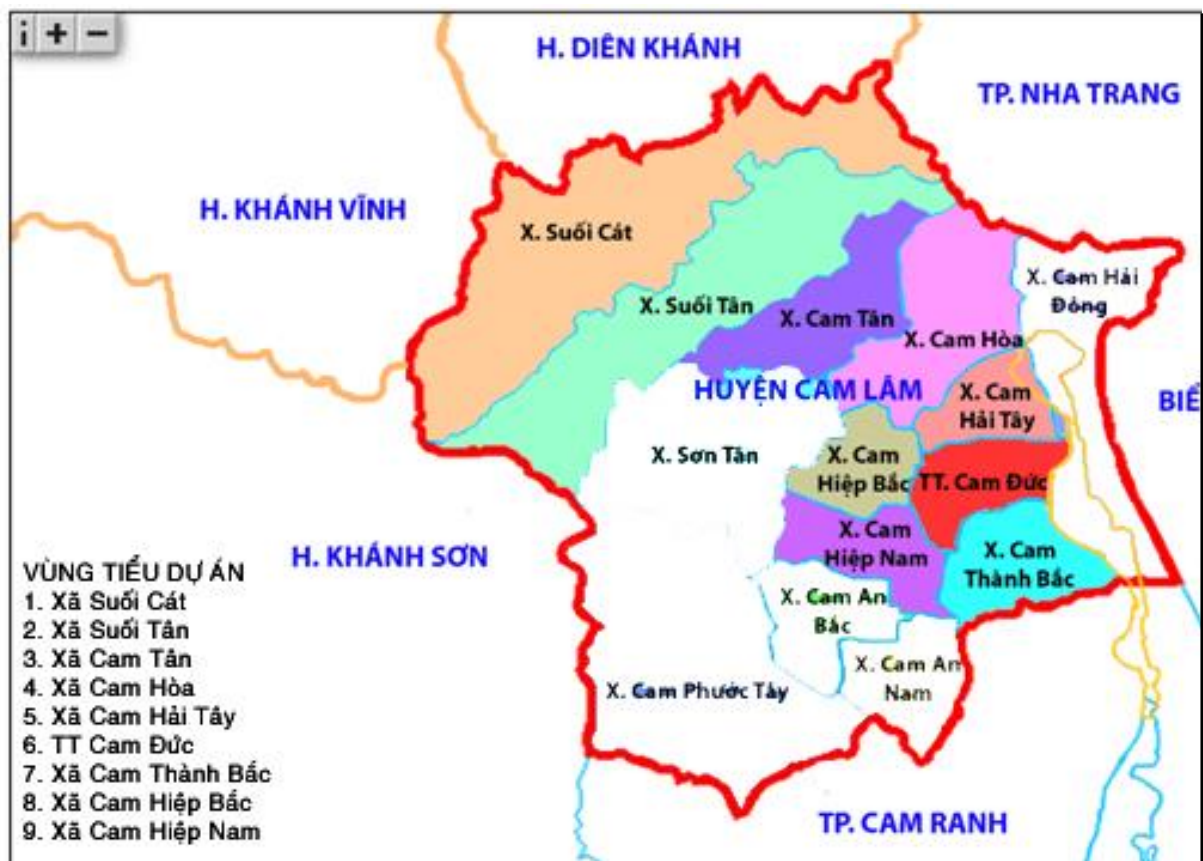 i + −
H. DIÊN KHÁNH
TP. NHA TRANG
H. KHÁNH VĨNH
X. Suối Cát
X. Cam Hải
Đông
X. Suối Tân
X. Cam Tân
X. Cam Hòa
HUYỆN CAM LÂM
BIỂ
X. Cam
Hải Tây
X. Sơn Tân
X. Cam
Hiệp Bắc
TT. Cam Đức
H. KHÁNH SƠN
X. Cam
Hiệp Nam
X. Cam
Thành Bắc
X. Cam An
Bắc
X. Cam An
Nam
X. Cam Phước Tây
TP. CAM RANH
VÙNG TIỂU DỰ ÁN
1. Xã Suối Cát
2. Xã Suối Tân
3. Xã Cam Tân
4. Xã Cam Hòa
5. Xã Cam Hải Tây
6. TT Cam Đức
7. Xã Cam Thành Bắc
8. Xã Cam Hiệp Bắc
9. Xã Cam Hiệp Nam